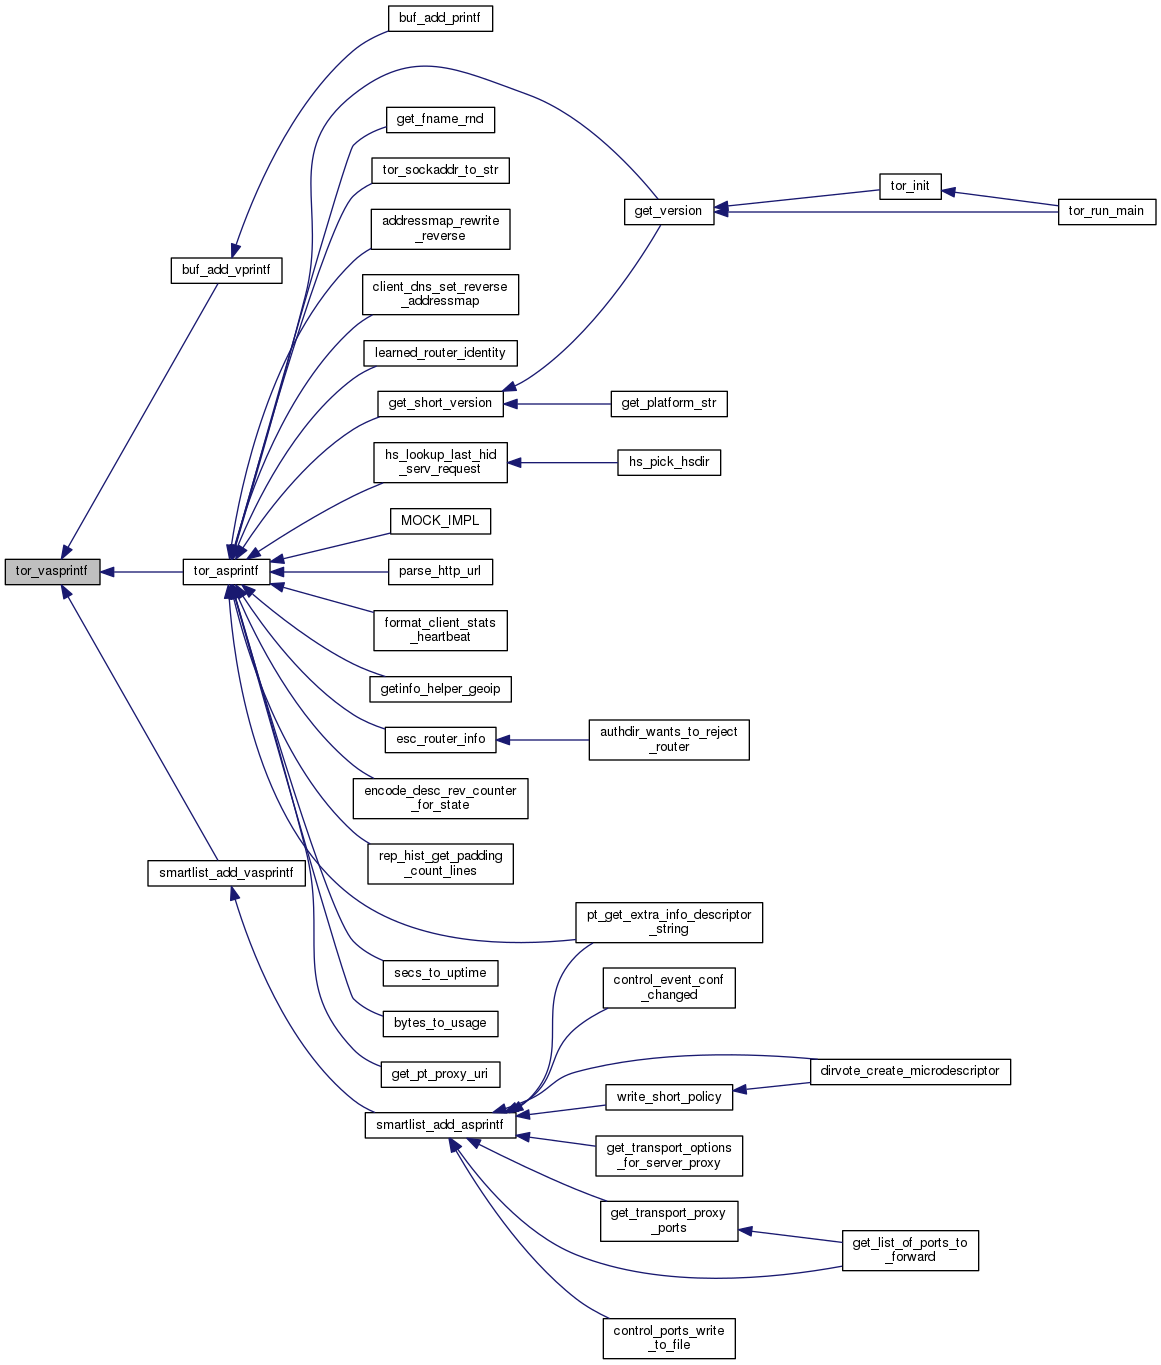 buf_add_printf
get_fname_rnd
tor_sockaddr_to_str
tor_init
addressmap_rewrite
_reverse
get_version
tor_run_main
buf_add_vprintf
client_dns_set_reverse
_addressmap
learned_router_identity
get_short_version
get_platform_str
hs_lookup_last_hid
_serv_request
hs_pick_hsdir
MOCK_IMPL
tor_vasprintf
tor_asprintf
parse_http_url
format_client_stats
_heartbeat
getinfo_helper_geoip
esc_router_info
authdir_wants_to_reject
_router
encode_desc_rev_counter
_for_state
rep_hist_get_padding
_count_lines
smartlist_add_vasprintf
pt_get_extra_info_descriptor
_string
secs_to_uptime
control_event_conf
_changed
bytes_to_usage
get_pt_proxy_uri
dirvote_create_microdescriptor
write_short_policy
smartlist_add_asprintf
get_transport_options
_for_server_proxy
get_transport_proxy
_ports
get_list_of_ports_to
_forward
control_ports_write
_to_file